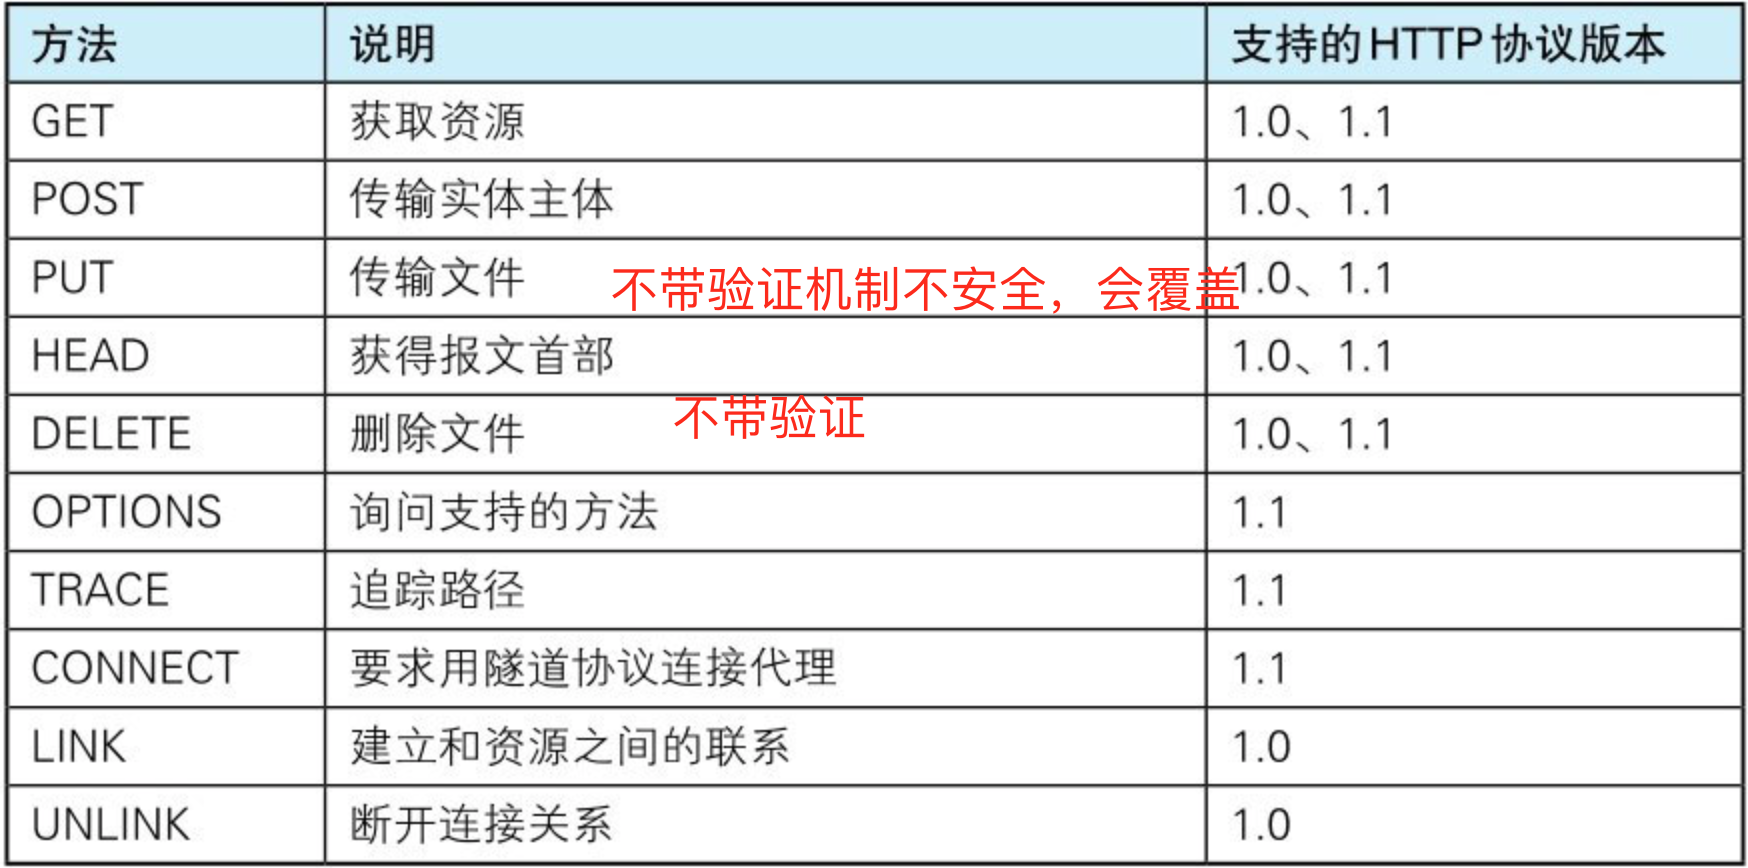 方法 说明 支持的HTTP协议版本
GET 获取资源 1.0、1.1
POST 传输实体主体 1.0、1.1
PUT 传输文件 不带验证机制不安全，会覆盖 1.0、1.1
HEAD 获得报文首部 1.0、1.1
DELETE 删除文件 不带验证 1.0、1.1
OPTIONS 询问支持的方法 1.1
TRACE 追踪路径 1.1
CONNECT 要求用隧道协议连接代理 1.1
LINK 建立和资源之间的联系 1.0
UNLINK 断开连接关系 1.0